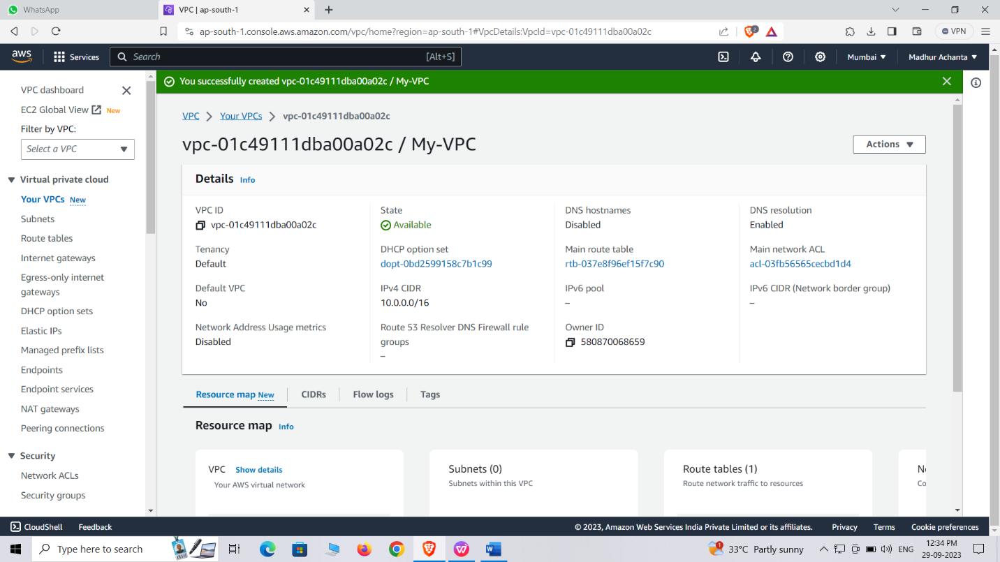 WhatsApp
VPC | ap-south-1
ap-south-1.console.aws.amazon.com/vpc/home?region=ap-south-1#VpcDetails:VpcId=vpc-01c49111dba00a02c
2
VPN
aws
Services
Search
[Alt+S]
Mumbai
Madhur Achanta
VPC dashboard
EC2 Global View New
Filter by VPC:
Select a VPC
Virtual private cloud
Your VPCs New
Subnets
Route tables
Internet gateways
Egress-only internet
gateways
DHCP option sets
Elastic IPs
Managed prefix lists
Endpoints
Endpoint services
NAT gateways
Peering connections
Security
Network ACLs
Security groups
You successfully created vpc-01c49111dba00a02c / My-VPC
VPC
Your VPCs
vpc-01c49111dba00a02c
vpc-01c49111dba00a02c / My-VPC
Actions
Details Info
VPC ID
vpc-01c49111dba00a02c
State
Available
DNS hostnames
Disabled
DNS resolution
Enabled
Tenancy
Default
DHCP option set
dopt-0bd2599158c7b1c99
Main route table
rtb-037e8f96ef15f7c90
Main network ACL
acl-03fb56565cecbd1d4
Default VPC
No
IPv4 CIDR
10.0.0.0/16
IPv6 pool
–
IPv6 CIDR (Network border group)
–
Network Address Usage metrics
Disabled
Route 53 Resolver DNS Firewall rule
groups
–
Owner ID
580870068659
Resource map New
CIDRs
Flow logs
Tags
Resource map Info
VPC Show details
Your AWS virtual network
Subnets (0)
Subnets within this VPC
Route tables (1)
Route network traffic to resources
CloudShell
Feedback
© 2023, Amazon Web Services India Private Limited or its affiliates.
Privacy
Terms
Cookie preferences
Type here to search
1
33°C Partly sunny
ENG
12:34 PM
29-09-2023